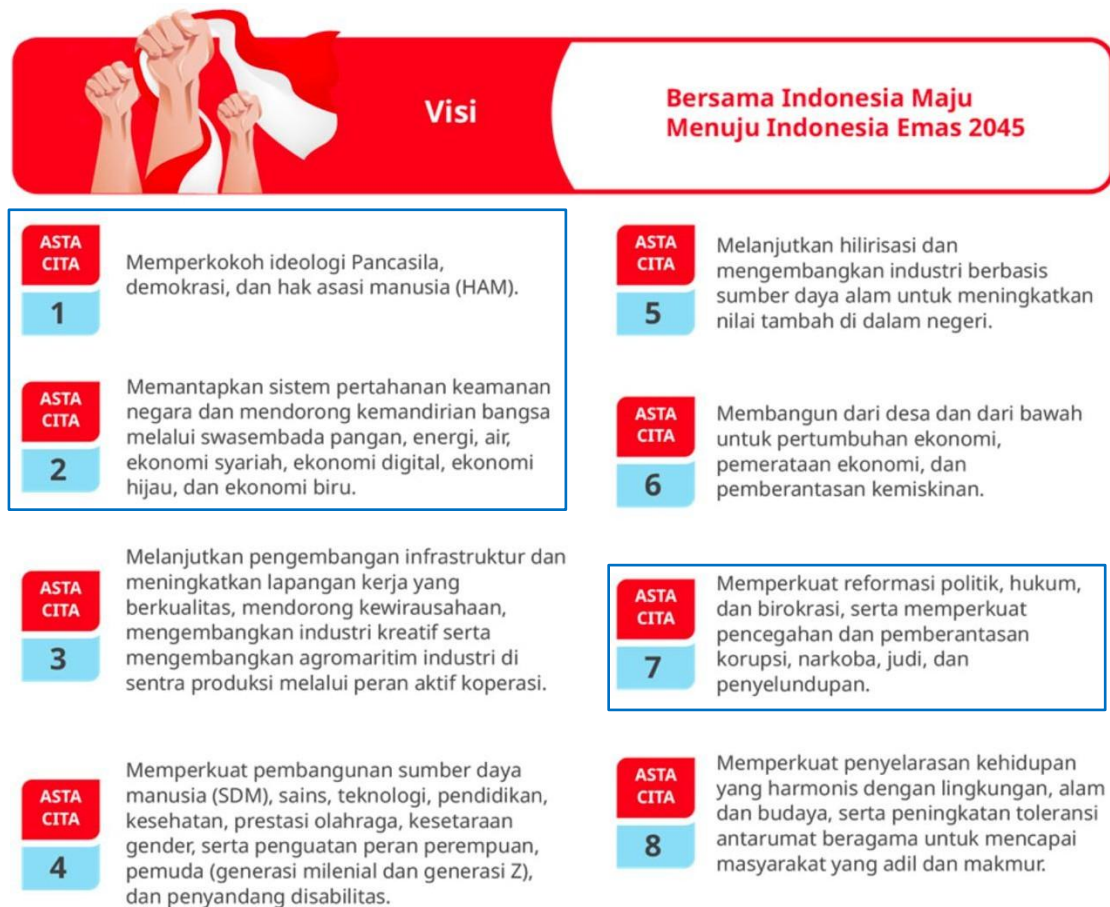 Visi
Bersama Indonesia Maju
Menuju Indonesia Emas 2045
ASTA
CITA
1
Memperkokoh ideologi Pancasila,
demokrasi, dan hak asasi manusia (HAM).
ASTA
CITA
2
Memantapkan sistem pertahanan keamanan
negara dan mendorong kemandirian bangsa
melalui swasembada pangan, energi, air,
ekonomi syariah, ekonomi digital, ekonomi
hijau, dan ekonomi biru.
ASTA
CITA
3
Melanjutkan pengembangan infrastruktur dan
meningkatkan lapangan kerja yang
berkualitas, mendorong kewirausahaan,
mengembangkan industri kreatif serta
mengembangkan agromaritim industri di
sentra produksi melalui peran aktif koperasi.
ASTA
CITA
4
Memperkuat pembangunan sumber daya
manusia (SDM), sains, teknologi, pendidikan,
kesehatan, prestasi olahraga, kesetaraan
gender, serta penguatan peran perempuan,
pemuda (generasi milenial dan generasi Z),
dan penyandang disabilitas.
ASTA
CITA
5
Melanjutkan hilirisasi dan
mengembangkan industri berbasis
sumber daya alam untuk meningkatkan
nilai tambah di dalam negeri.
ASTA
CITA
6
Membangun dari desa dan dari bawah
untuk pertumbuhan ekonomi,
pemerataan ekonomi, dan
pemberantasan kemiskinan.
ASTA
CITA
7
Memperkuat reformasi politik, hukum,
dan birokrasi, serta memperkuat
pencegahan dan pemberantasan
korupsi, narkoba, judi, dan
penyelundupan.
ASTA
CITA
8
Memperkuat penyelarasan kehidupan
yang harmonis dengan lingkungan, alam
dan budaya, serta peningkatan toleransi
antarumat beragama untuk mencapai
masyarakat yang adil dan makmur.